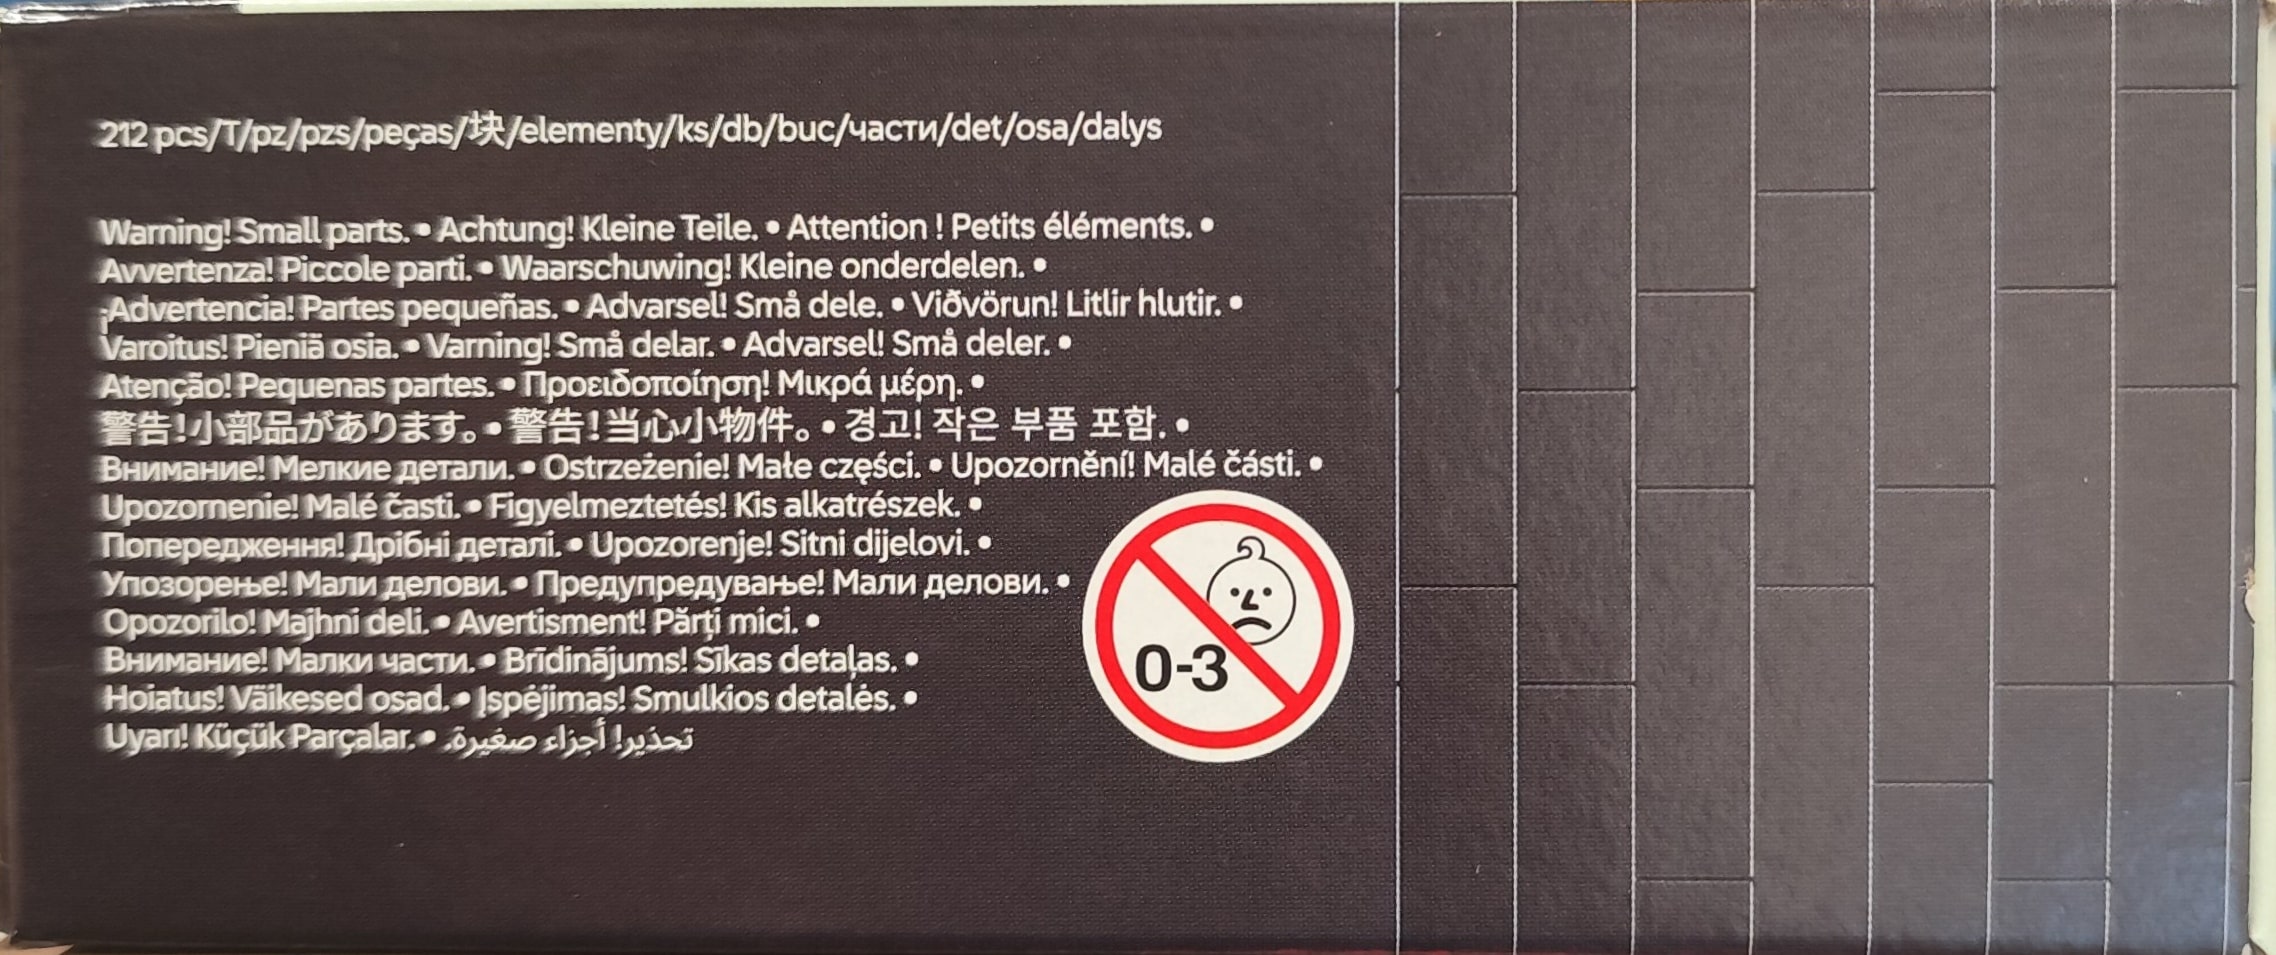 212 pcs/T/pz/pzs/peças/块/elementy/ks/db/buc/части/det/osa/dalys
Warning! Small parts. • Achtung! Kleine Teile. • Attention ! Petits éléments. •
Avvertenza! Piccole parti. • Waarschuwing! Kleine onderdelen. •
¡Advertencia! Partes pequeñas. • Advarsel! Små dele. • Viðvörun! Litlir hlutir. •
Varoitus! Pieniä osia. • Varning! Små delar. • Advarsel! Små deler. •
Atenção! Pequenas partes. • Προειδοποίηση! Μικρά μέρη. •
警告!小部品があります。• 警告!当心小物件。• 경고! 작은 부품 포함. •
Внимание! Мелкие детали. • Ostrzeżenie! Małe części. • Upozornění! Malé části. •
Upozornenie! Malé časti. • Figyelmeztetés! Kis alkatrészek. •
Попередження! Дрібні деталі. • Upozorenje! Sitni dijelovi. •
Упозорење! Мали делови. • Предупредување! Мали делови. •
Opozorilo! Majhni deli. • Avertisment! Părți mici. •
Внимание! Малки части. • Brīdinājums! Sīkas detaļas. •
Hoiatus! Väikesed osad. • Įspėjimas! Smulkios detalės. •
Uyarı! Küçük Parçalar. • تحذير! أجزاء صغيرة.
0-3